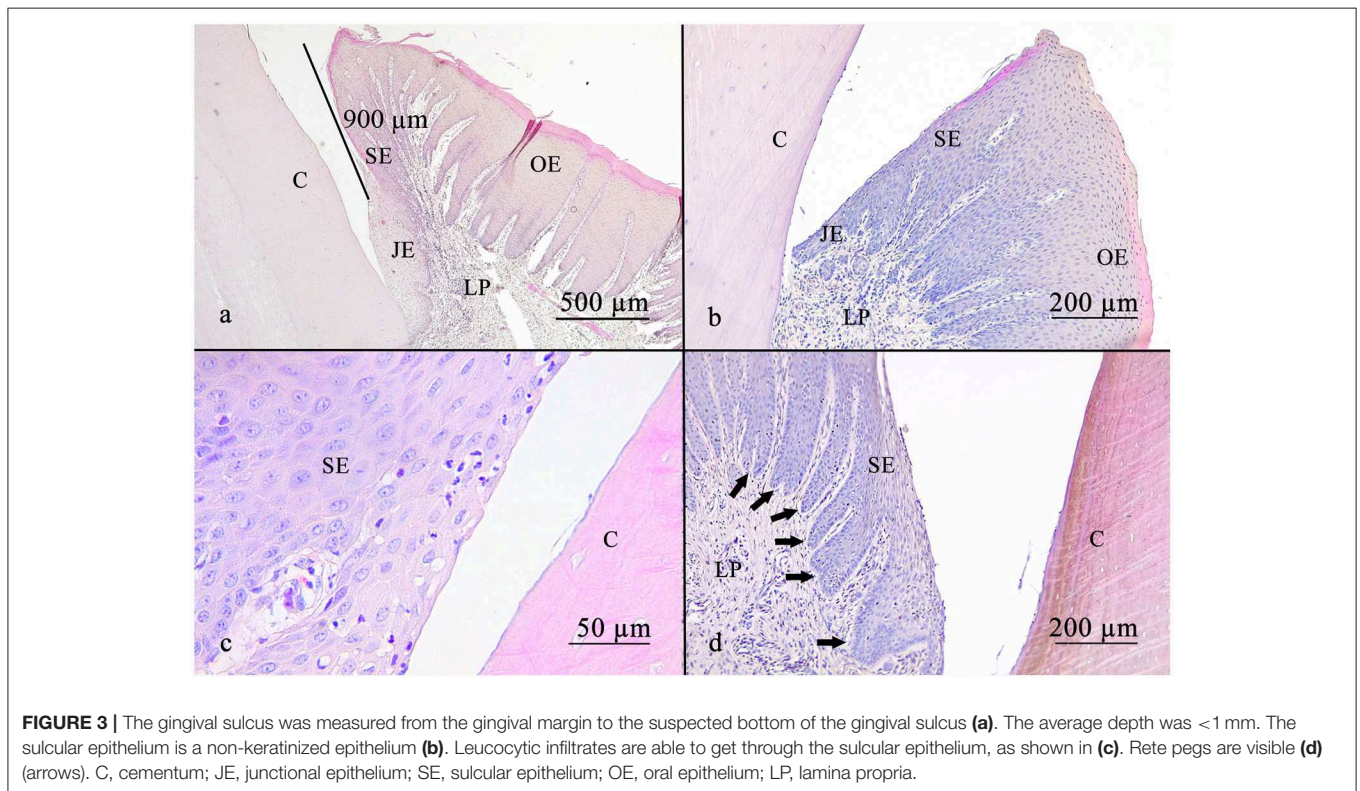 900 µm
SE
OE
C
JE
LP
500 µm
a
C
SE
JE
OE
LP
200 µm
b
SE
C
50 µm
c
SE
C
LP
200 µm
d
FIGURE 3 | The gingival sulcus was measured from the gingival margin to the suspected bottom of the gingival sulcus (a). The average depth was <1 mm. The
sulcular epithelium is a non-keratinized epithelium (b). Leucocytic infiltrates are able to get through the sulcular epithelium, as shown in (c). Rete pegs are visible (d)
(arrows). C, cementum; JE, junctional epithelium; SE, sulcular epithelium; OE, oral epithelium; LP, lamina propria.